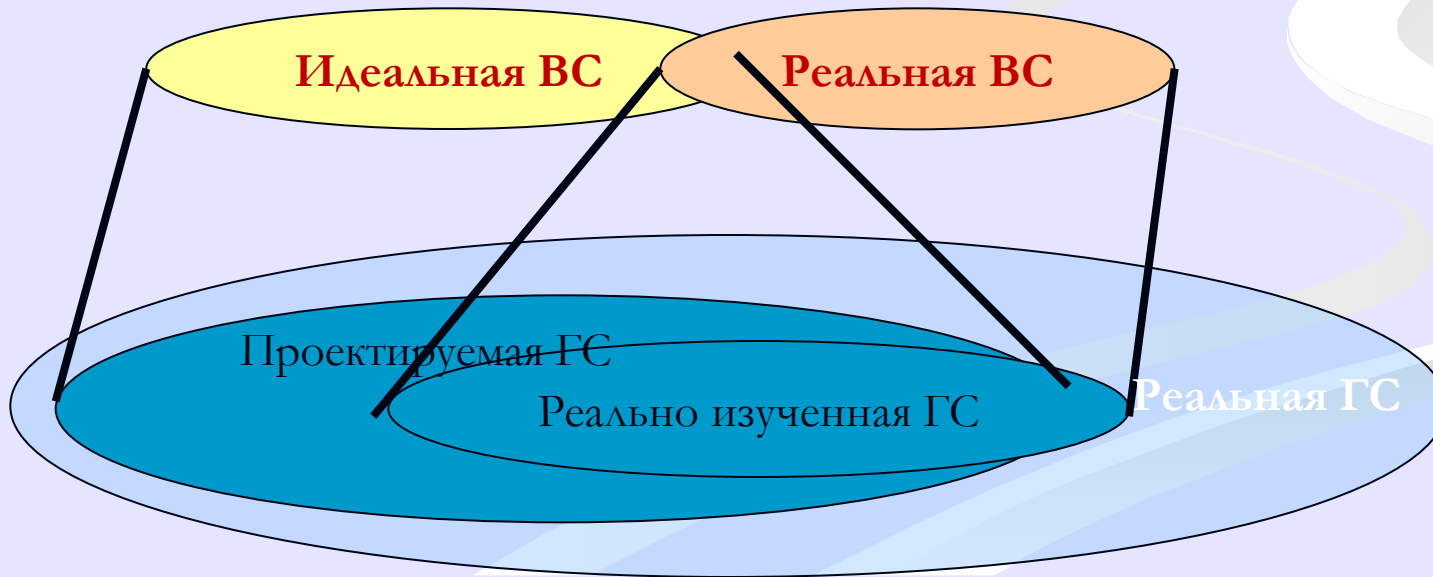 Идеальная ВС
Реальная ВС
Проектируемая ГС
Реальная ГС
Реально изученная ГС